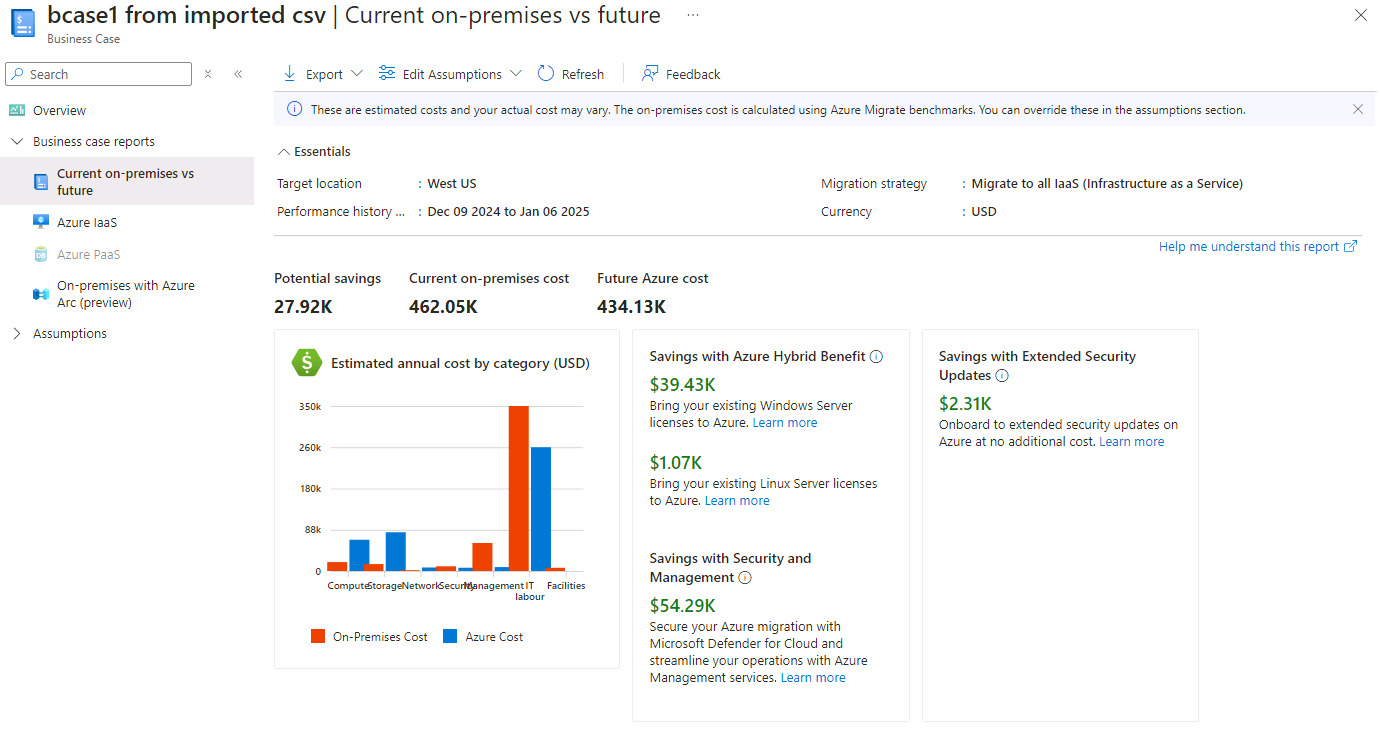 bcase1 from imported csv | Current on-premises vs future ...
Business Case
Search
Overview
Business case reports
Current on-premises vs
future
Azure IaaS
Azure PaaS
On-premises with Azure
Arc (preview)
Assumptions
Export
Edit Assumptions
Refresh
Feedback
These are estimated costs and your actual cost may vary. The on-premises cost is calculated using Azure Migrate benchmarks. You can override these in the assumptions section.
Essentials
Target location : West US
Performance history ... : Dec 09 2024 to Jan 06 2025
Migration strategy : Migrate to all IaaS (Infrastructure as a Service)
Currency : USD
Help me understand this report
Potential savings
27.92K
Current on-premises cost
462.05K
Future Azure cost
434.13K
$
Estimated annual cost by category (USD)
350k
260k
180k
88k
0
Compute
Storage
Network
Security
Management
IT
labour
Facilities
On-Premises Cost
Azure Cost
Savings with Azure Hybrid Benefit
$39.43K
Bring your existing Windows Server
licenses to Azure. Learn more
$1.07K
Bring your existing Linux Server licenses
to Azure. Learn more
Savings with Security and
Management
$54.29K
Secure your Azure migration with
Microsoft Defender for Cloud and
streamline your operations with Azure
Management services. Learn more
Savings with Extended Security
Updates
$2.31K
Onboard to extended security updates on
Azure at no additional cost. Learn more